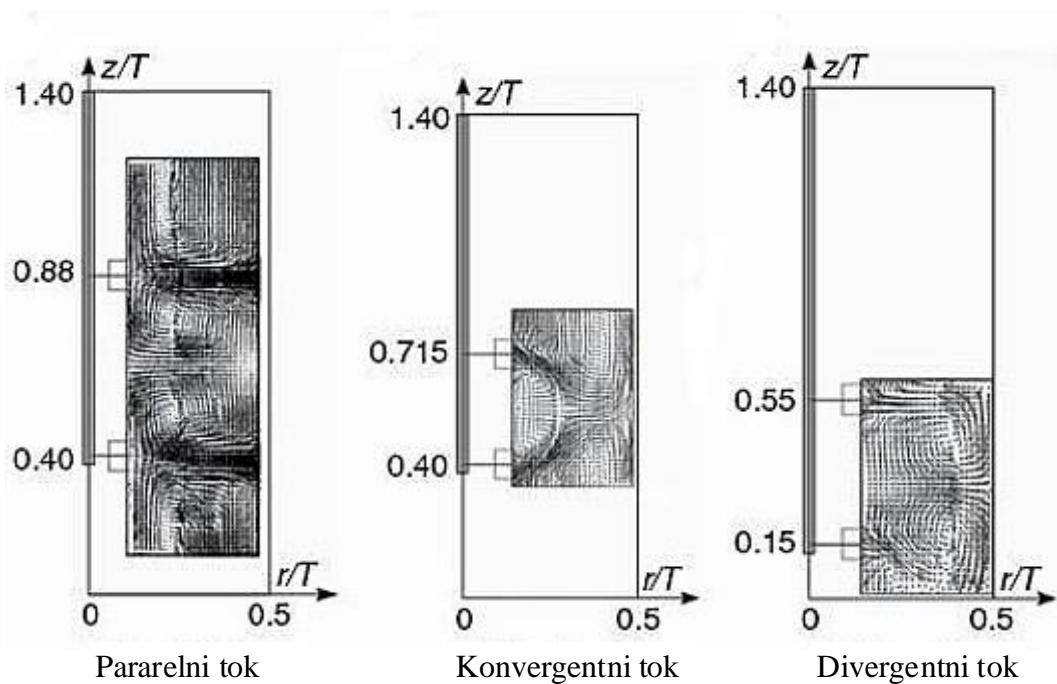 z/T
1.40
0.88
0.40
r/T
0
0.5
Pararelni tok
z/T
1.40
0.715
0.40
r/T
0
0.5
Konvergentni tok
z/T
1.40
0.55
0.15
r/T
0
0.5
Divergentni tok